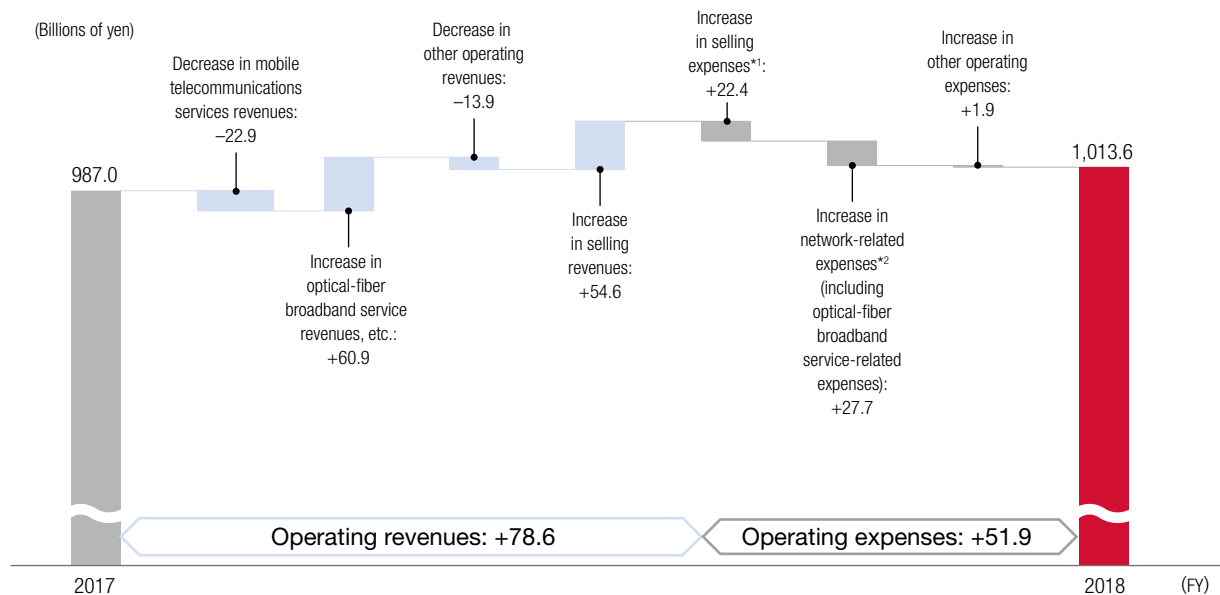 (Billions of yen)
Decrease in mobile
telecommunications
services revenues:
–22.9
Decrease in
other operating
revenues:
–13.9
Increase
in selling
expenses*1:
+22.4
Increase in
other operating
expenses:
+1.9
987.0
1,013.6
Increase in
optical-fiber
broadband service
revenues, etc.:
+60.9
Increase
in selling
revenues:
+54.6
Increase in
network-related
expenses*2
(including
optical-fiber
broadband
service-related
expenses):
+27.7
Operating revenues: +78.6
Operating expenses: +51.9
2017
2018
(FY)